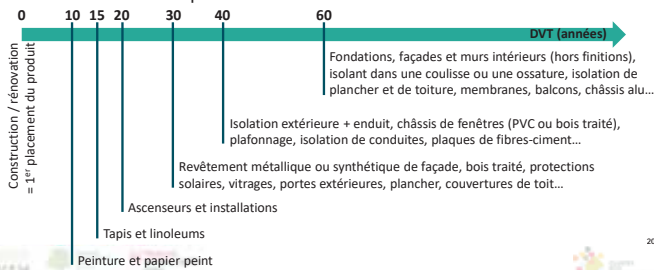 0 10 15 20 30 40 60
DVT (années)
Construction / rénovation
= 1er placement du produit
Fondations, façades et murs intérieurs (hors finitions),
isolant dans une coulisse ou une ossature, isolation de
plancher et de toiture, membranes, balcons, châssis alu…
Isolation extérieure + enduit, châssis de fenêtres (PVC ou bois traité),
plafonnage, isolation de conduites, plaques de fibres-ciment…
Revêtement métallique ou synthétique de façade, bois traité, protections
solaires, vitrages, portes extérieures, plancher, couvertures de toit…
Ascenseurs et installations
Tapis et linoleums
Peinture et papier peint